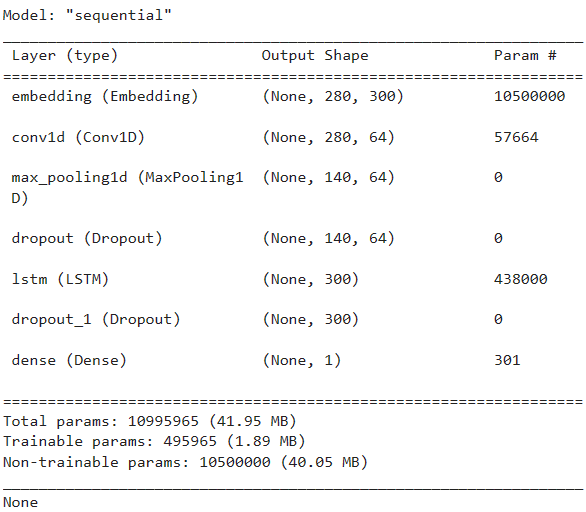 Model: "sequential"
_________________________________________________________________
Layer (type) Output Shape Param #
=================================================================
embedding (Embedding) (None, 280, 300) 10500000
conv1d (Conv1D) (None, 280, 64) 57664
max_pooling1d (MaxPooling1 (None, 140, 64) 0
D)
dropout (Dropout) (None, 140, 64) 0
lstm (LSTM) (None, 300) 438000
dropout_1 (Dropout) (None, 300) 0
dense (Dense) (None, 1) 301
=================================================================
Total params: 10995965 (41.95 MB)
Trainable params: 495965 (1.89 MB)
Non-trainable params: 10500000 (40.05 MB)
_________________________________________________________________
None